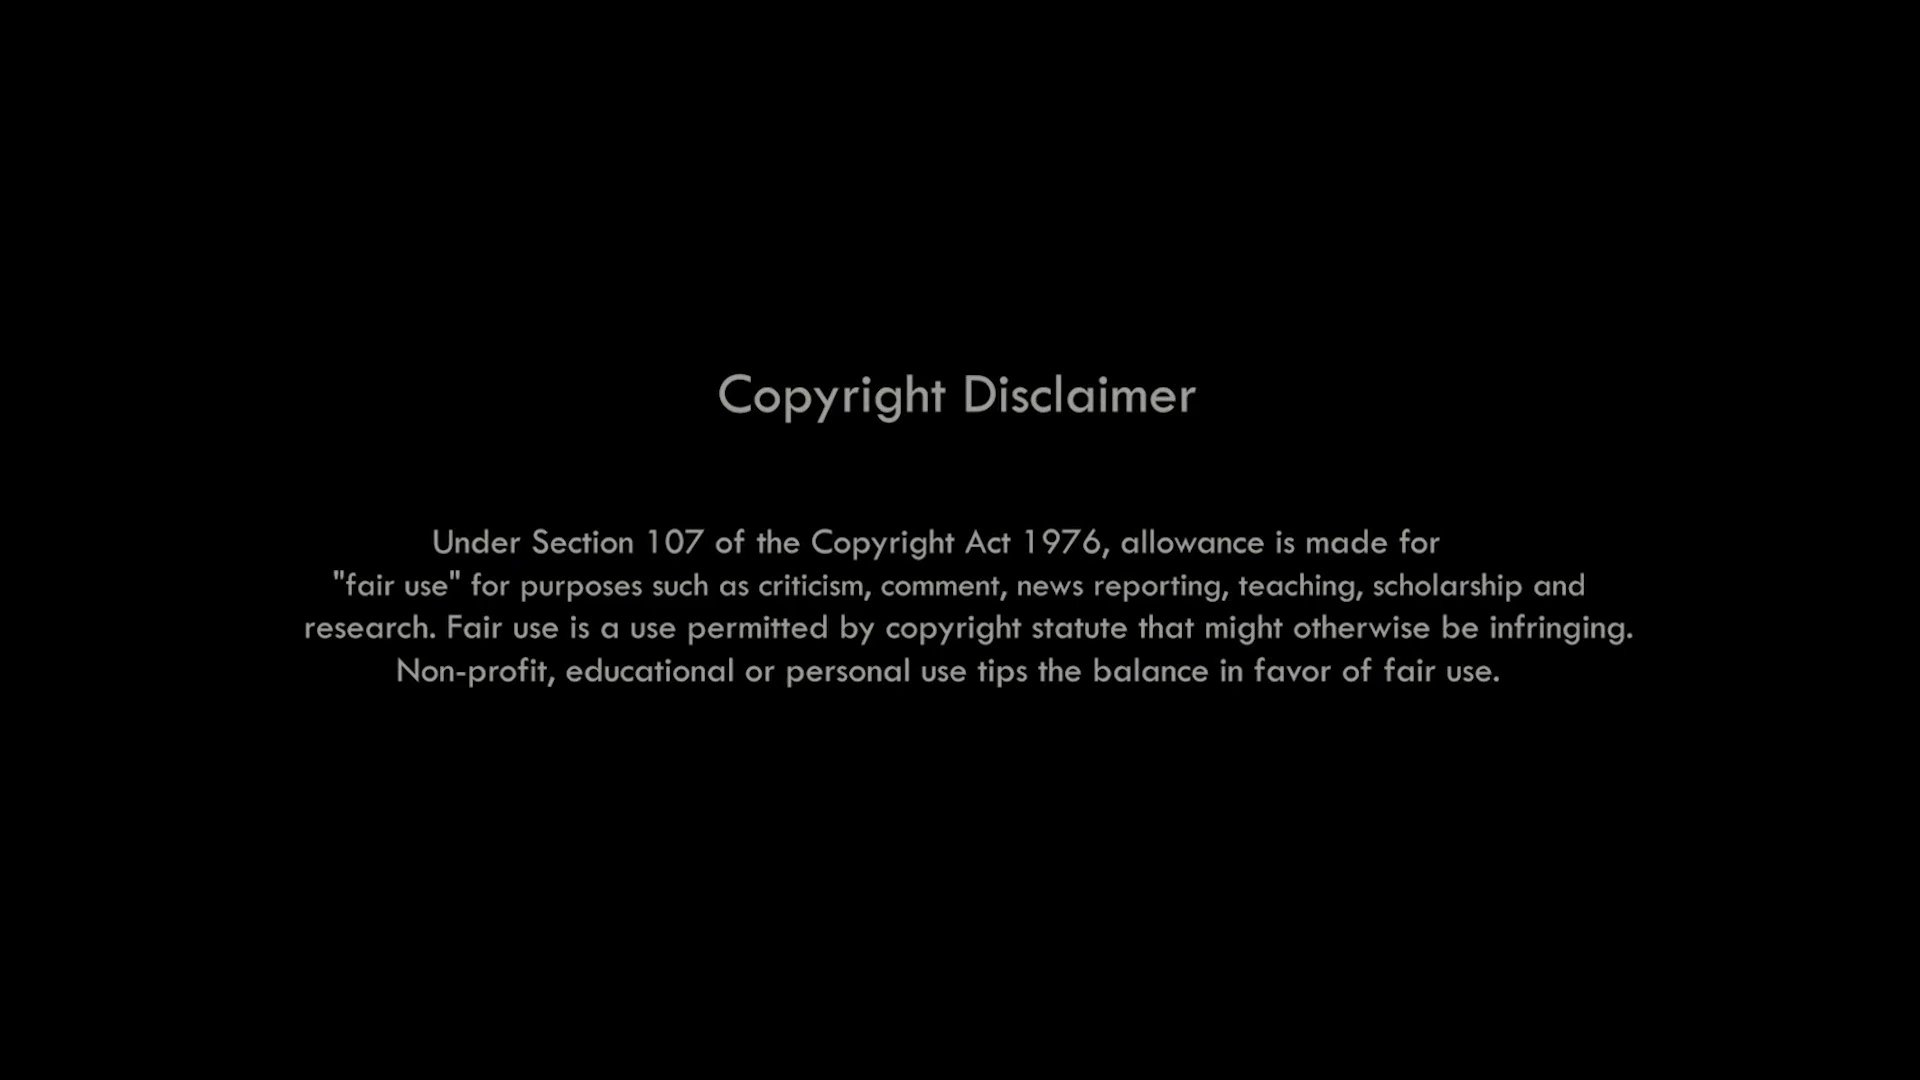 Copyright Disclaimer
Under Section 107 of the Copyright Act 1976, allowance is made for
"fair use" for purposes such as criticism, comment, news reporting, teaching, scholarship and
research. Fair use is a use permitted by copyright statute that might otherwise be infringing.
Non-profit, educational or personal use tips the balance in favor of fair use.